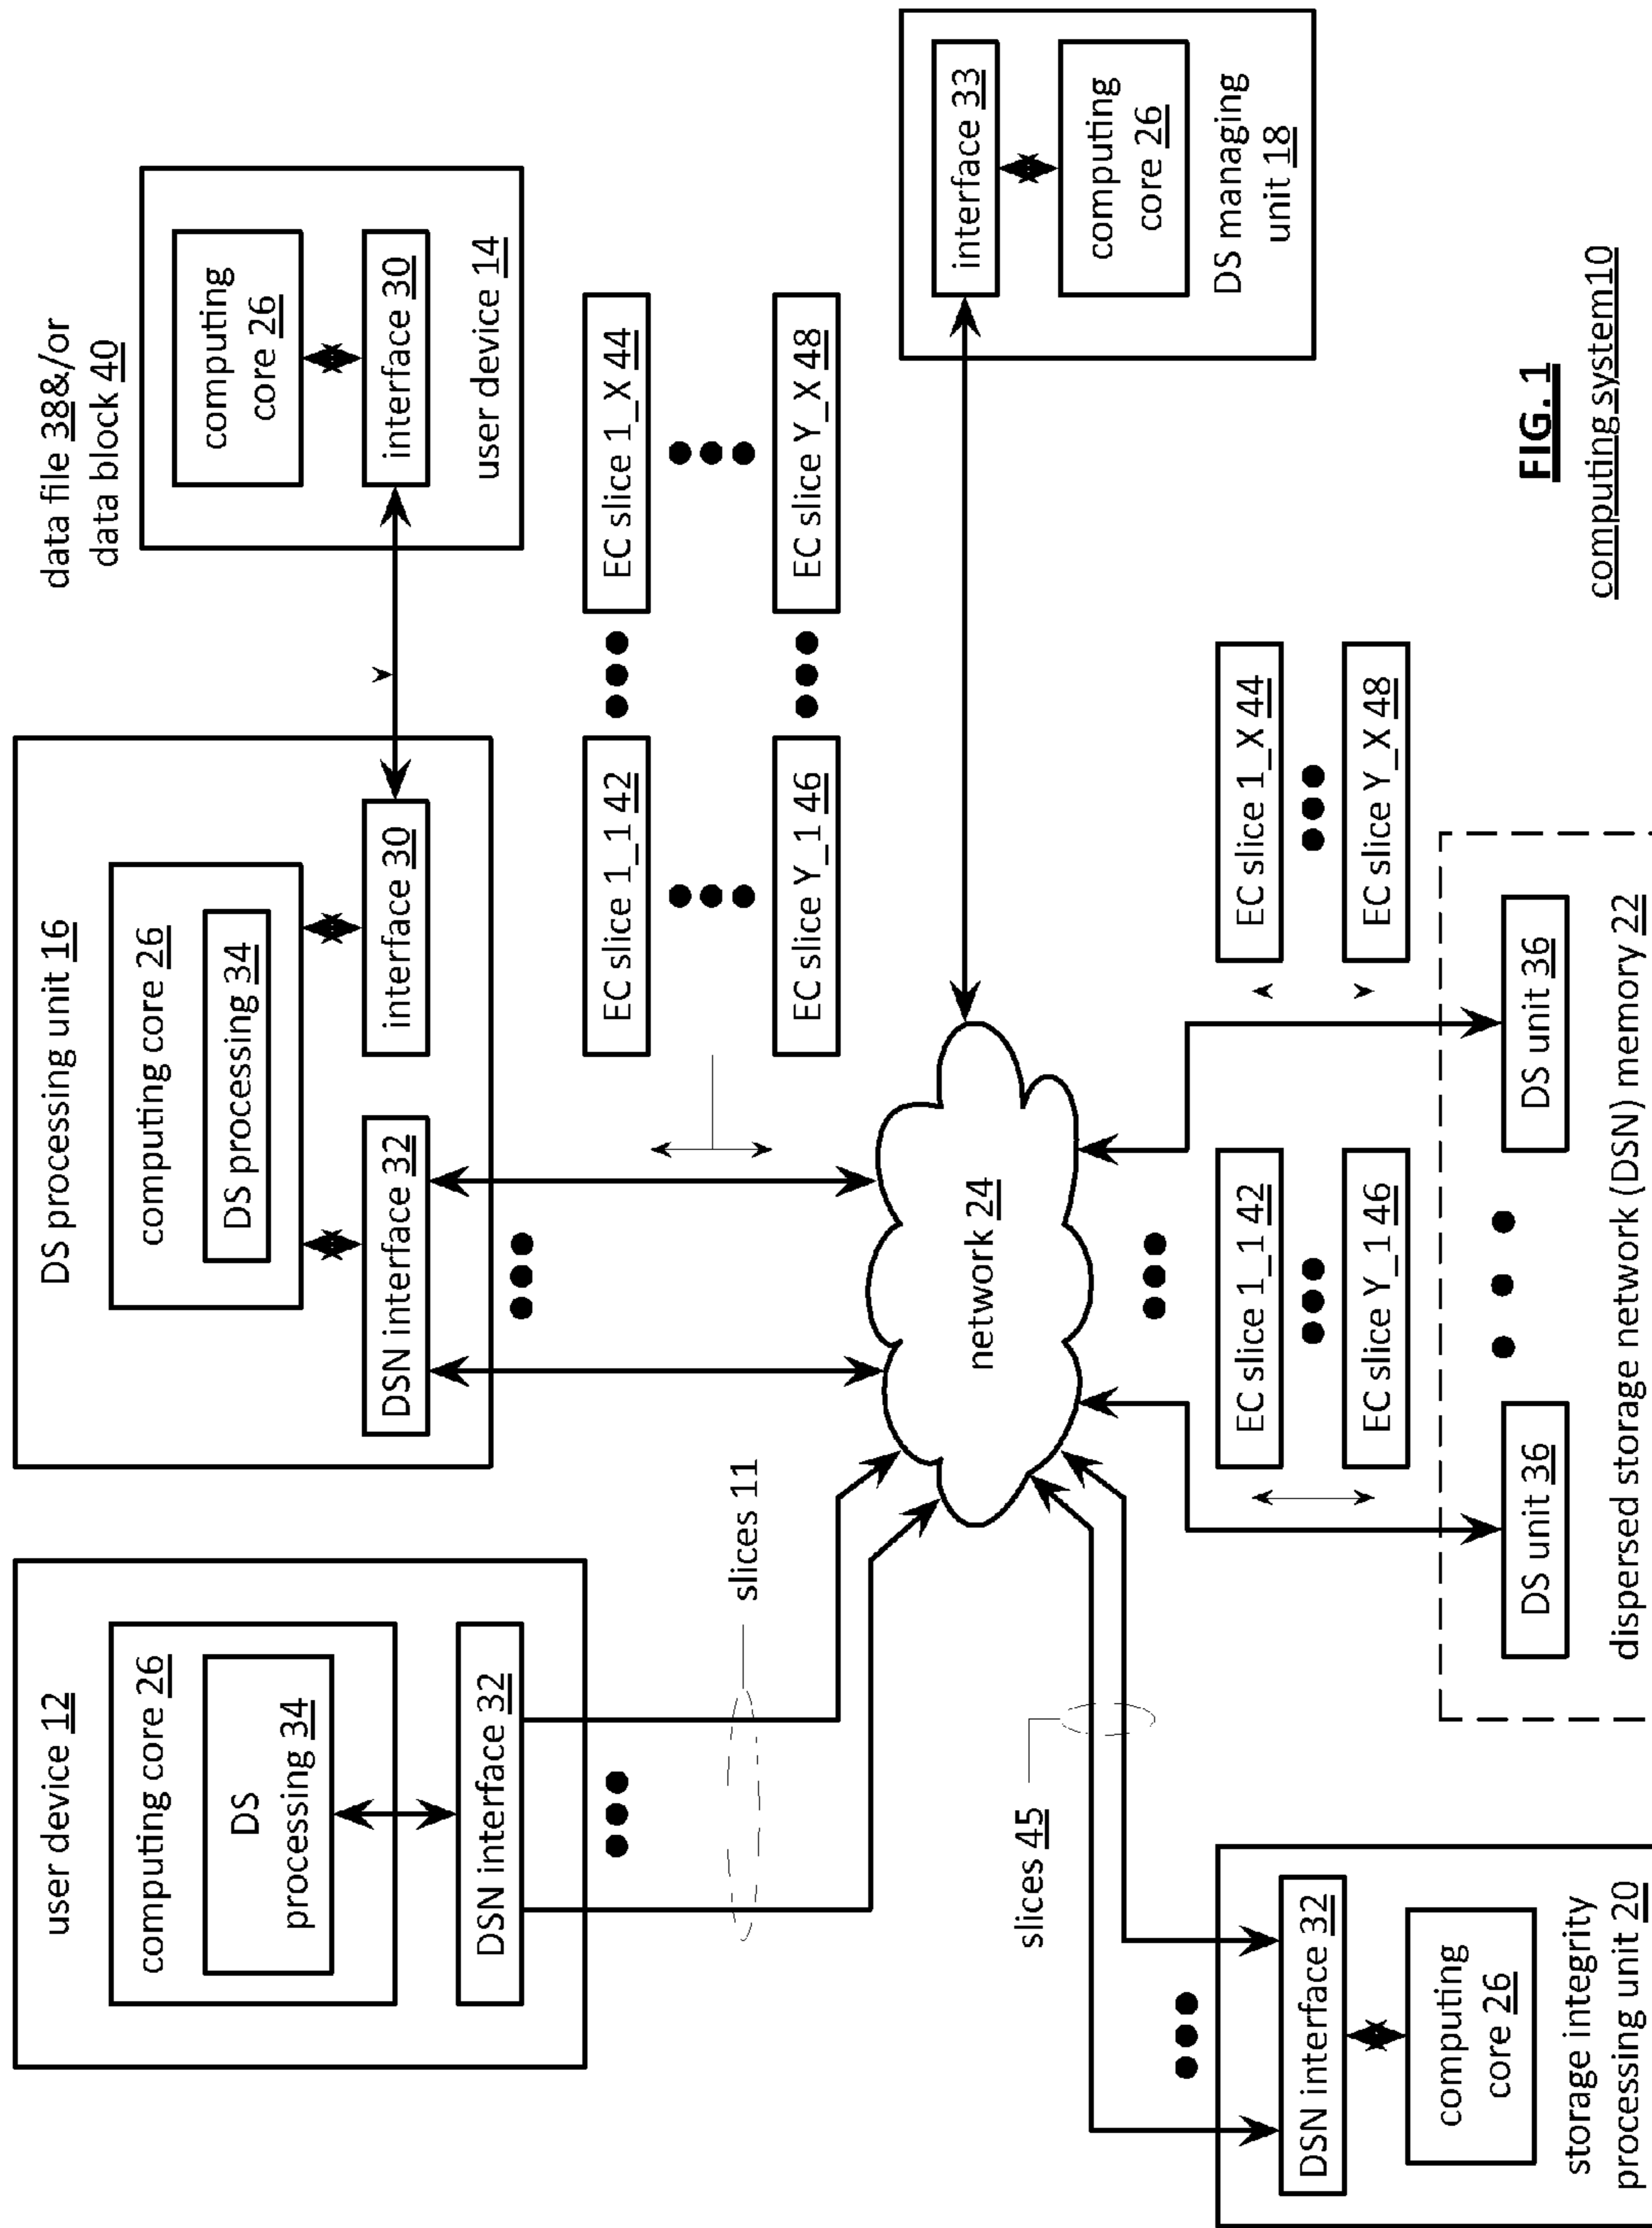 user device 12
computing core 26
DS
processing 34
DSN interface 32
slices 11
DS processing unit 16
computing core 26
DS processing 34
DSN interface 32
interface 30
data file 38&/or
data block 40
computing
core 26
interface 30
user device 14
EC slice 1_1 42
EC slice 1_X 44
EC slice Y_1 46
EC slice Y_X 48
network 24
interface 33
computing
core 26
DS managing
unit 18
slices 45
DSN interface 32
computing
core 26
storage integrity
processing unit 20
EC slice 1_1 42
EC slice Y_1 46
EC slice 1_X 44
EC slice Y_X 48
DS unit 36
DS unit 36
dispersed storage network (DSN) memory 22
FIG. 1
computing system10